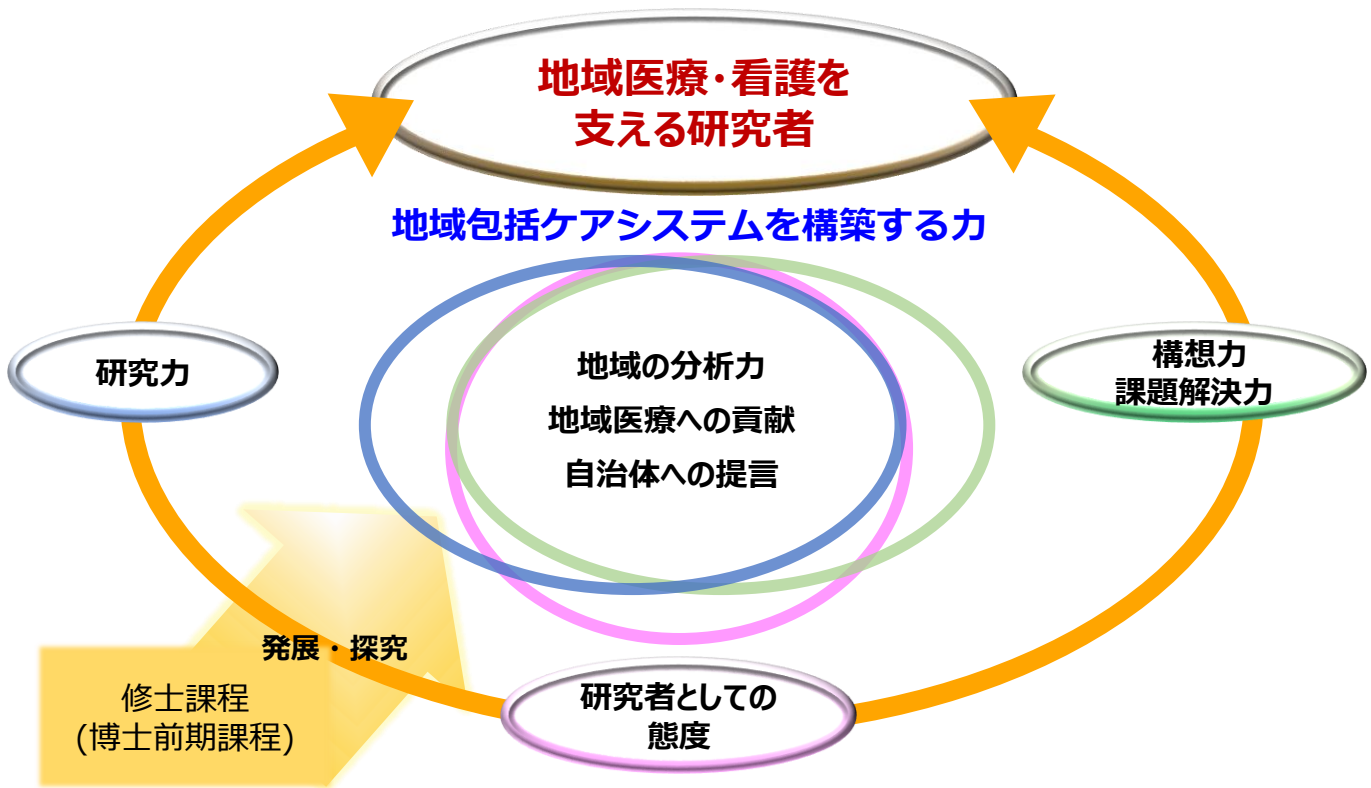 地域医療・看護を
支える研究者
地域包括ケアシステムを構築する力
研究力
構想力
課題解決力
地域の分析力
地域医療への貢献
自治体への提言
発展・探究
修士課程
(博士前期課程)
研究者としての
態度